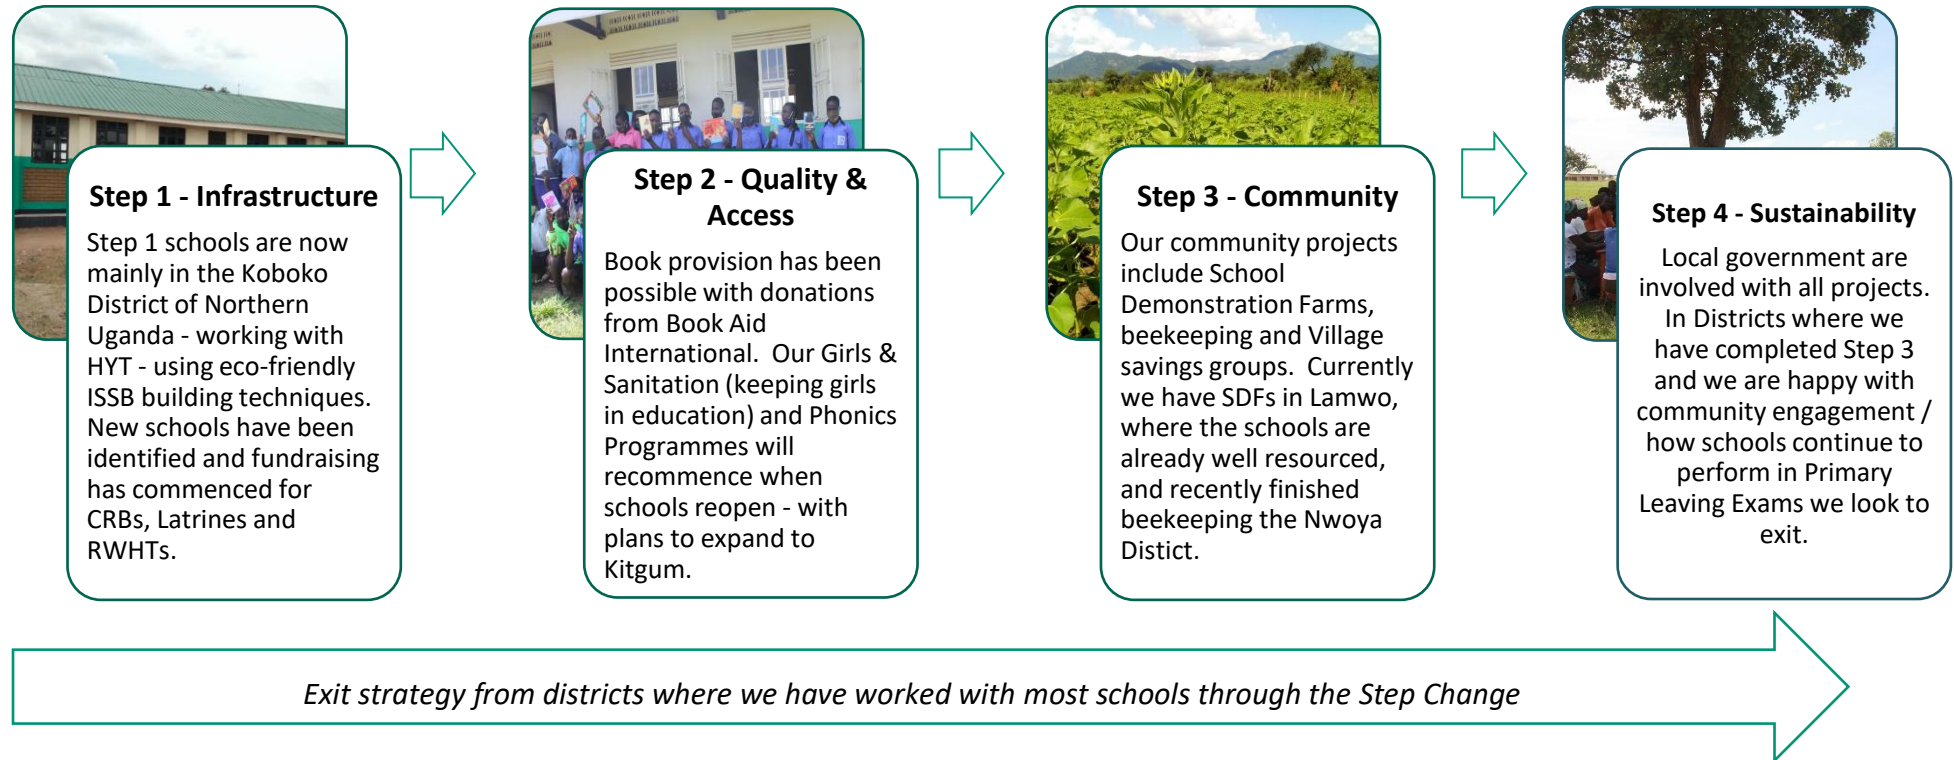 Step 1 - Infrastructure
Step 1 schools are now
mainly in the Koboko
District of Northern
Uganda - working with
HYT - using eco-friendly
ISSB building techniques.
New schools have been
identified and fundraising
has commenced for
CRBs, Latrines and
RWHTs.
Step 2 - Quality &
Access
Book provision has been
possible with donations
from Book Aid
International.  Our Girls &
Sanitation (keeping girls
in education) and Phonics
Programmes will
recommence when
schools reopen - with
plans to expand to
Kitgum.
Step 3 - Community
Our community projects
include School
Demonstration Farms,
beekeeping and Village
savings groups.  Currently
we have SDFs in Lamwo,
where the schools are
already well resourced,
and recently finished
beekeeping the Nwoya
Distict.
Step 4 - Sustainability
Local government are
involved with all projects.
In Districts where we
have completed Step 3
and we are happy with
community engagement /
how schools continue to
perform in Primary
Leaving Exams we look to
exit.
Exit strategy from districts where we have worked with most schools through the Step Change